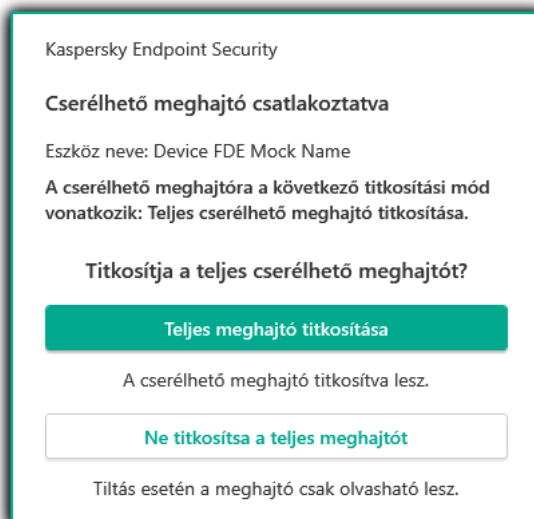 Kaspersky Endpoint Security
Cserélhető meghajtó csatlakoztatva
Eszköz neve: Device FDE Mock Name
A cserélhető meghajtóra a következő titkosítási mód
vonatkozik: Teljes cserélhető meghajtó titkosítása.
Titkosítja a teljes cserélhető meghajtót?
Teljes meghajtó titkosítása
A cserélhető meghajtó titkosítva lesz.
Ne titkosítsa a teljes meghajtót
Tiltás esetén a meghajtó csak olvasható lesz.